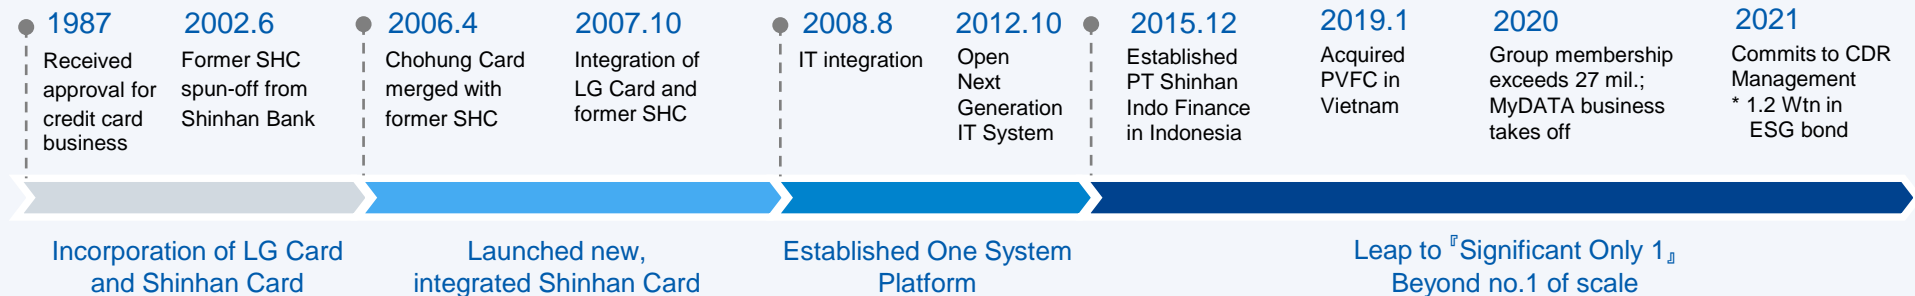 1987
Received
approval for
credit card
business
2002.6
Former SHC
spun-off from
Shinhan Bank
2006.4
Chohung Card
merged with
former SHC
2007.10
Integration of
LG Card and
former SHC
2008.8
IT integration
2012.10
Open
Next
Generation
IT System
2015.12
Established
PT Shinhan
Indo Finance
in Indonesia
2019.1
Acquired
PVFC in
Vietnam
2020
Group membership
exceeds 27 mil.;
MyDATA business
takes off
2021
Commits to CDR
Management
* 1.2 Wtn in
ESG bond
Incorporation of LG Card
and Shinhan Card
Launched new,
integrated Shinhan Card
Established One System
Platform
Leap to『Significant Only 1』
Beyond no.1 of scale